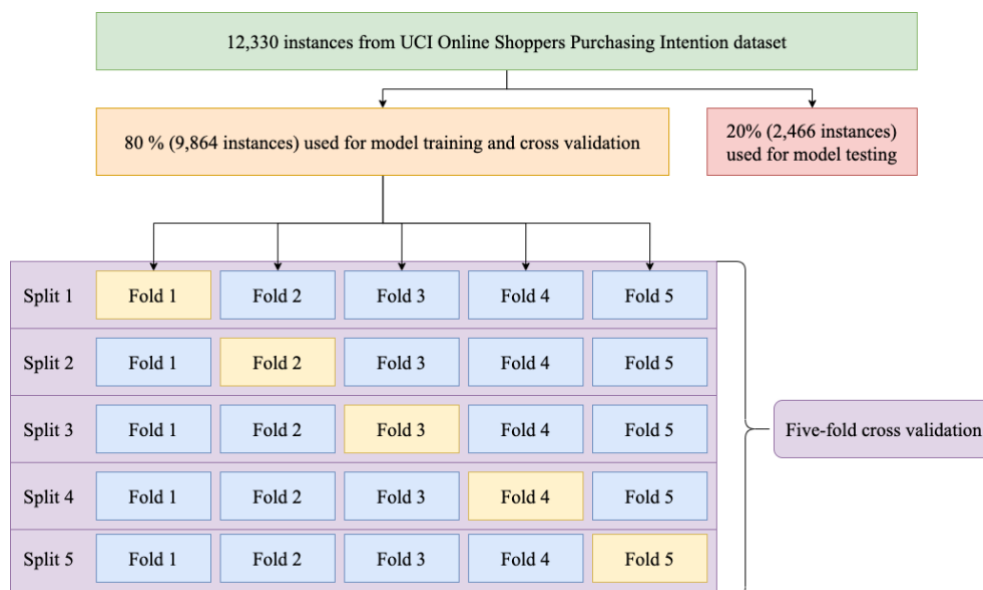 12,330 instances from UCI Online Shoppers Purchasing Intention dataset
80 % (9,864 instances) used for model training and cross validation
20% (2,466 instances)
used for model testing
Split 1 Fold 1 Fold 2 Fold 3 Fold 4 Fold 5
Split 2 Fold 1 Fold 2 Fold 3 Fold 4 Fold 5
Split 3 Fold 1 Fold 2 Fold 3 Fold 4 Fold 5
Five-fold cross validation
Split 4 Fold 1 Fold 2 Fold 3 Fold 4 Fold 5
Split 5 Fold 1 Fold 2 Fold 3 Fold 4 Fold 5